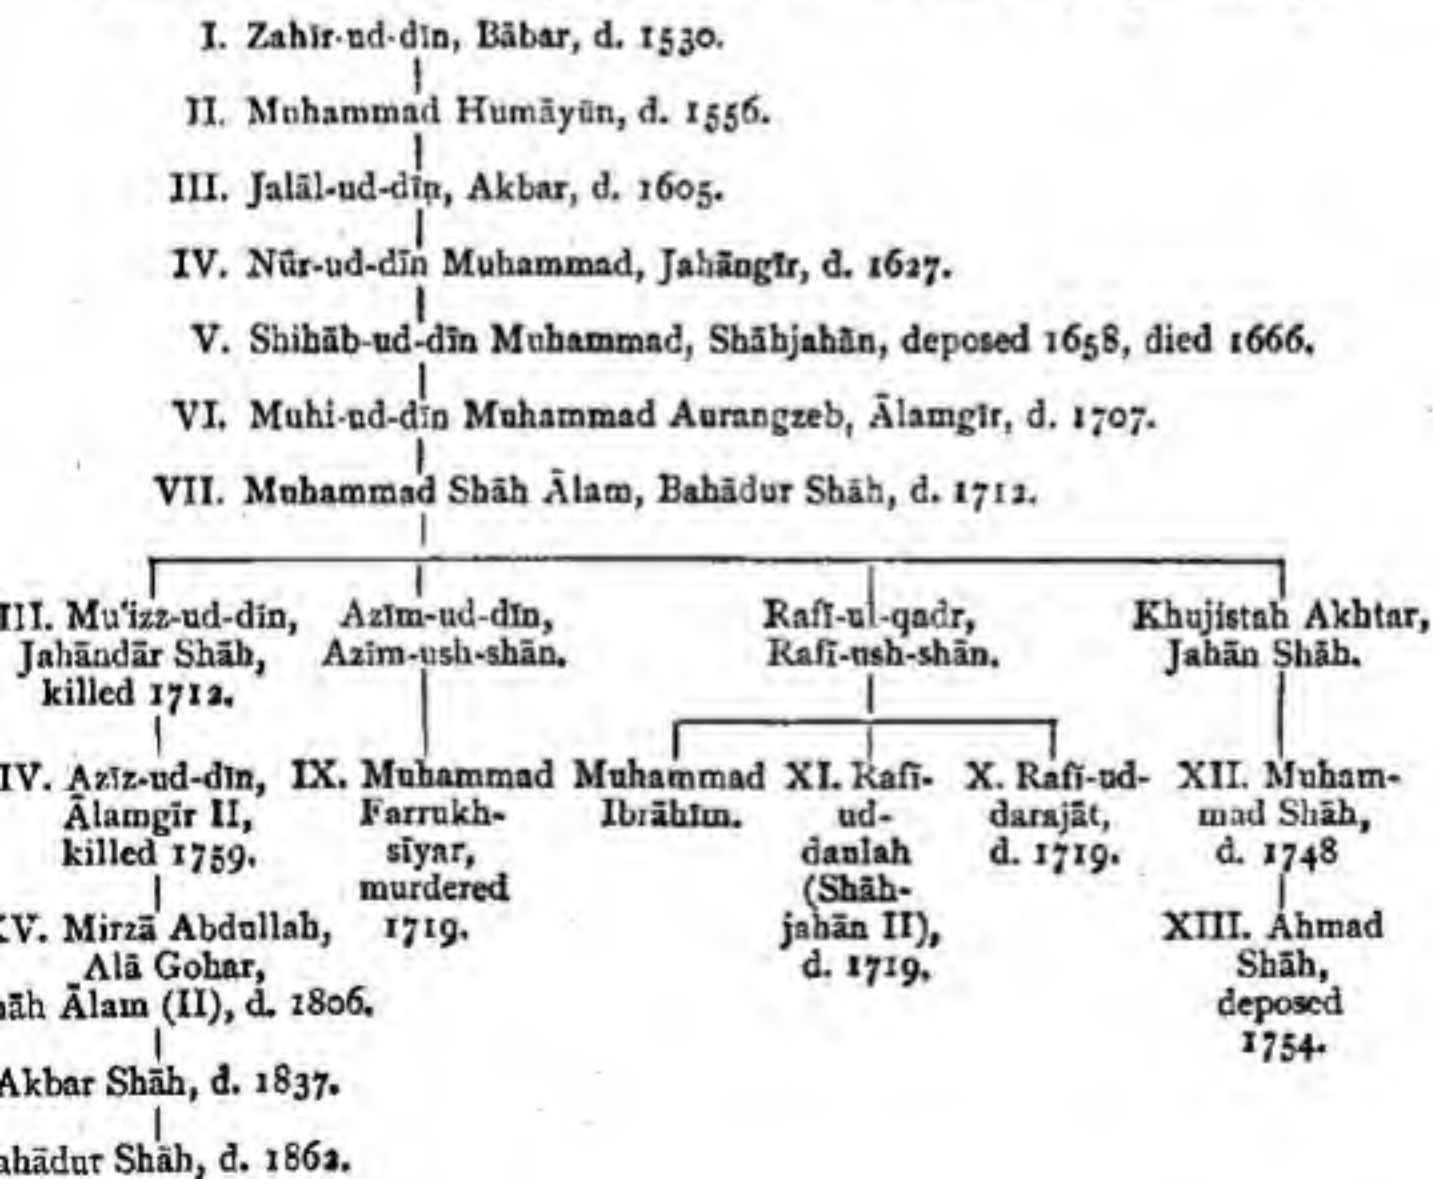 I. Zahīr-ud-dīn, Bābar, d. 1530.
II. Muhammad Humāyūn, d. 1556.
III. Jalāl-ud-dīn, Akbar, d. 1605.
IV. Nūr-ud-dīn Muhammad, Jahāngīr, d. 1627.
V. Shihāb-ud-dīn Muhammad, Shāhjahān, deposed 1658, died 1666.
VI. Muhi-ud-dīn Muhammad Aurangzeb, Ālamgīr, d. 1707.
VII. Muhammad Shāh Ālam, Bahādur Shāh, d. 1712.
III. Mu'izz-ud-din,
Jahāndār Shāh,
killed 1712.
Azīm-ud-dīn,
Azīm-ush-shān.
Rafī-ul-qadr,
Rafī-ush-shān.
Khujistah Akhtar,
Jahān Shāh.
IV. Azīz-ud-dīn,
Ālamgīr II,
killed 1759.
IX. Muhammad
Farrukh-
sīyar,
murdered
1719.
Muhammad
Ibrāhīm.
XI. Rafī-
ud-
daulah
(Shāh-
jahān II),
d. 1719.
X. Rafī-ud-
darajāt,
d. 1719.
XII. Muham-
mad Shāh,
d. 1748
XIII. Ahmad
Shāh,
deposed
1754.
XV. Mirzā Abdullah,
Alā Gohar,
āh Ālam (II), d. 1806.
Akbar Shāh, d. 1837.
ahādur Shāh, d. 1862.